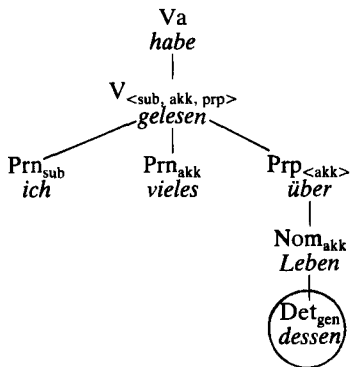 Va
habe
V<sub, akk, prp>
gelesen
Prn_sub Prn_akk Prp<akk>
ich vieles über
Nom_akk
Leben
Det_gen
dessen